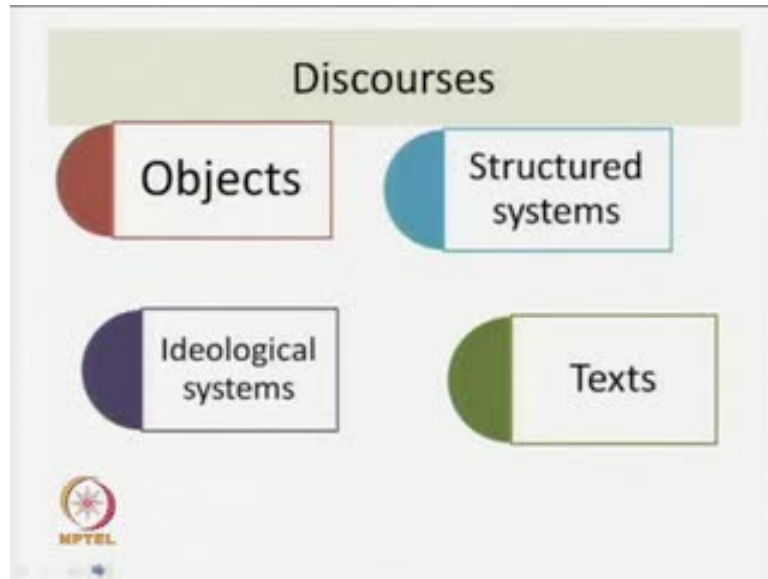 Discourses
Objects
Structured
systems
Ideological
systems
Texts
NPTEL